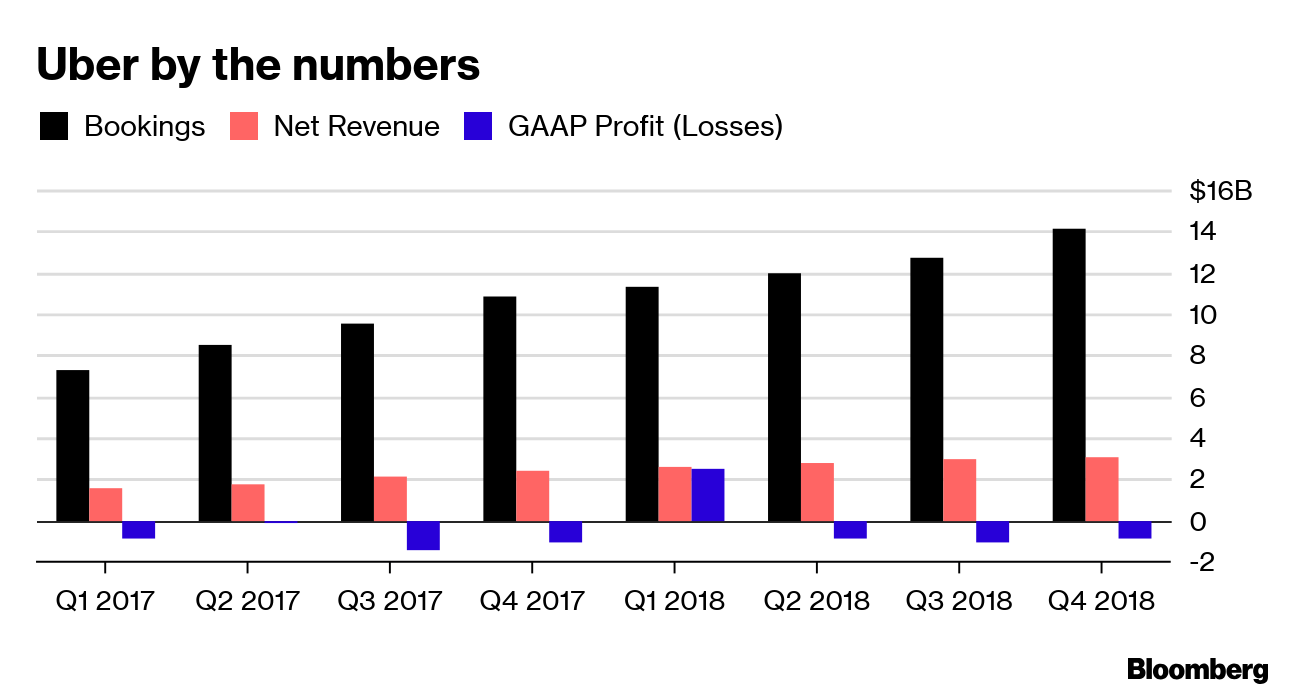 Uber by the numbers
Bookings Net Revenue GAAP Profit (Losses)
$16B
14
12
10
8
6
4
2
0
-2
Q1 2017 Q2 2017 Q3 2017 Q4 2017 Q1 2018 Q2 2018 Q3 2018 Q4 2018
Bloomberg